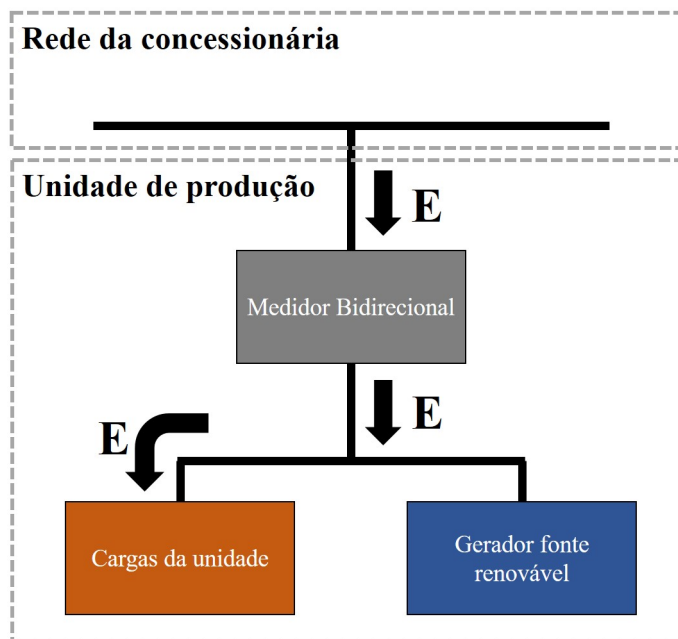 Rede da concessionária
Unidade de produção
E
Medidor Bidirecional
E
E
Cargas da unidade
Gerador fonte
renovável